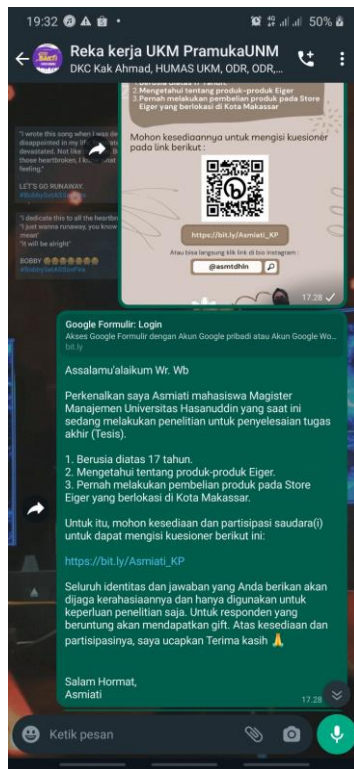 19:32
50%
Reka kerja UKM PramukaUNM
DKC Kak Ahmad, HUMAS UKM, ODR, ODR,...
2.Mengetahui tentang produk-produk Eiger
3.Pernah melakukan pembelian produk pada Store
Eiger yang berlokasi di Kota Makassar
Mohon kesediaannya untuk mengisi kuesioner
pada link berikut :
https://bit.ly/Asmiati_KP
Atau bisa langsung klik link di bio instagram :
@asmtdhln
17.28
"I wrote this song when I was
disappointed in my
devastated. Not like
those heartbroken, I
feeling."
LET'S GO RUNAWAY.
"I dedicate this to all the
"I just wanna runaway, you know
mean"
"it will be alright"
BOBBY
Google Formulir: Login
Akses Google Formulir dengan Akun Google pribadi atau Akun Google Wo...
bit.ly
Assalamu'alaikum Wr. Wb
Perkenalkan saya Asmiati mahasiswa Magister
Manajemen Universitas Hasanuddin yang saat ini
sedang melakukan penelitian untuk penyelesaian tugas
akhir (Tesis).
1. Berusia diatas 17 tahun.
2. Mengetahui tentang produk-produk Eiger.
3. Pernah melakukan pembelian produk pada Store
Eiger yang berlokasi di Kota Makassar.
Untuk itu, mohon kesediaan dan partisipasi saudara(i)
untuk dapat mengisi kuesioner berikut ini:
https://bit.ly/Asmiati_KP
Seluruh identitas dan jawaban yang Anda berikan akan
dijaga kerahasiaannya dan hanya digunakan untuk
keperluan penelitian saja. Untuk responden yang
beruntung akan mendapatkan gift. Atas kesediaan dan
partisipasinya, saya ucapkan Terima kasih 🙏
Salam Hormat,
Asmiati
17.28
Ketik pesan